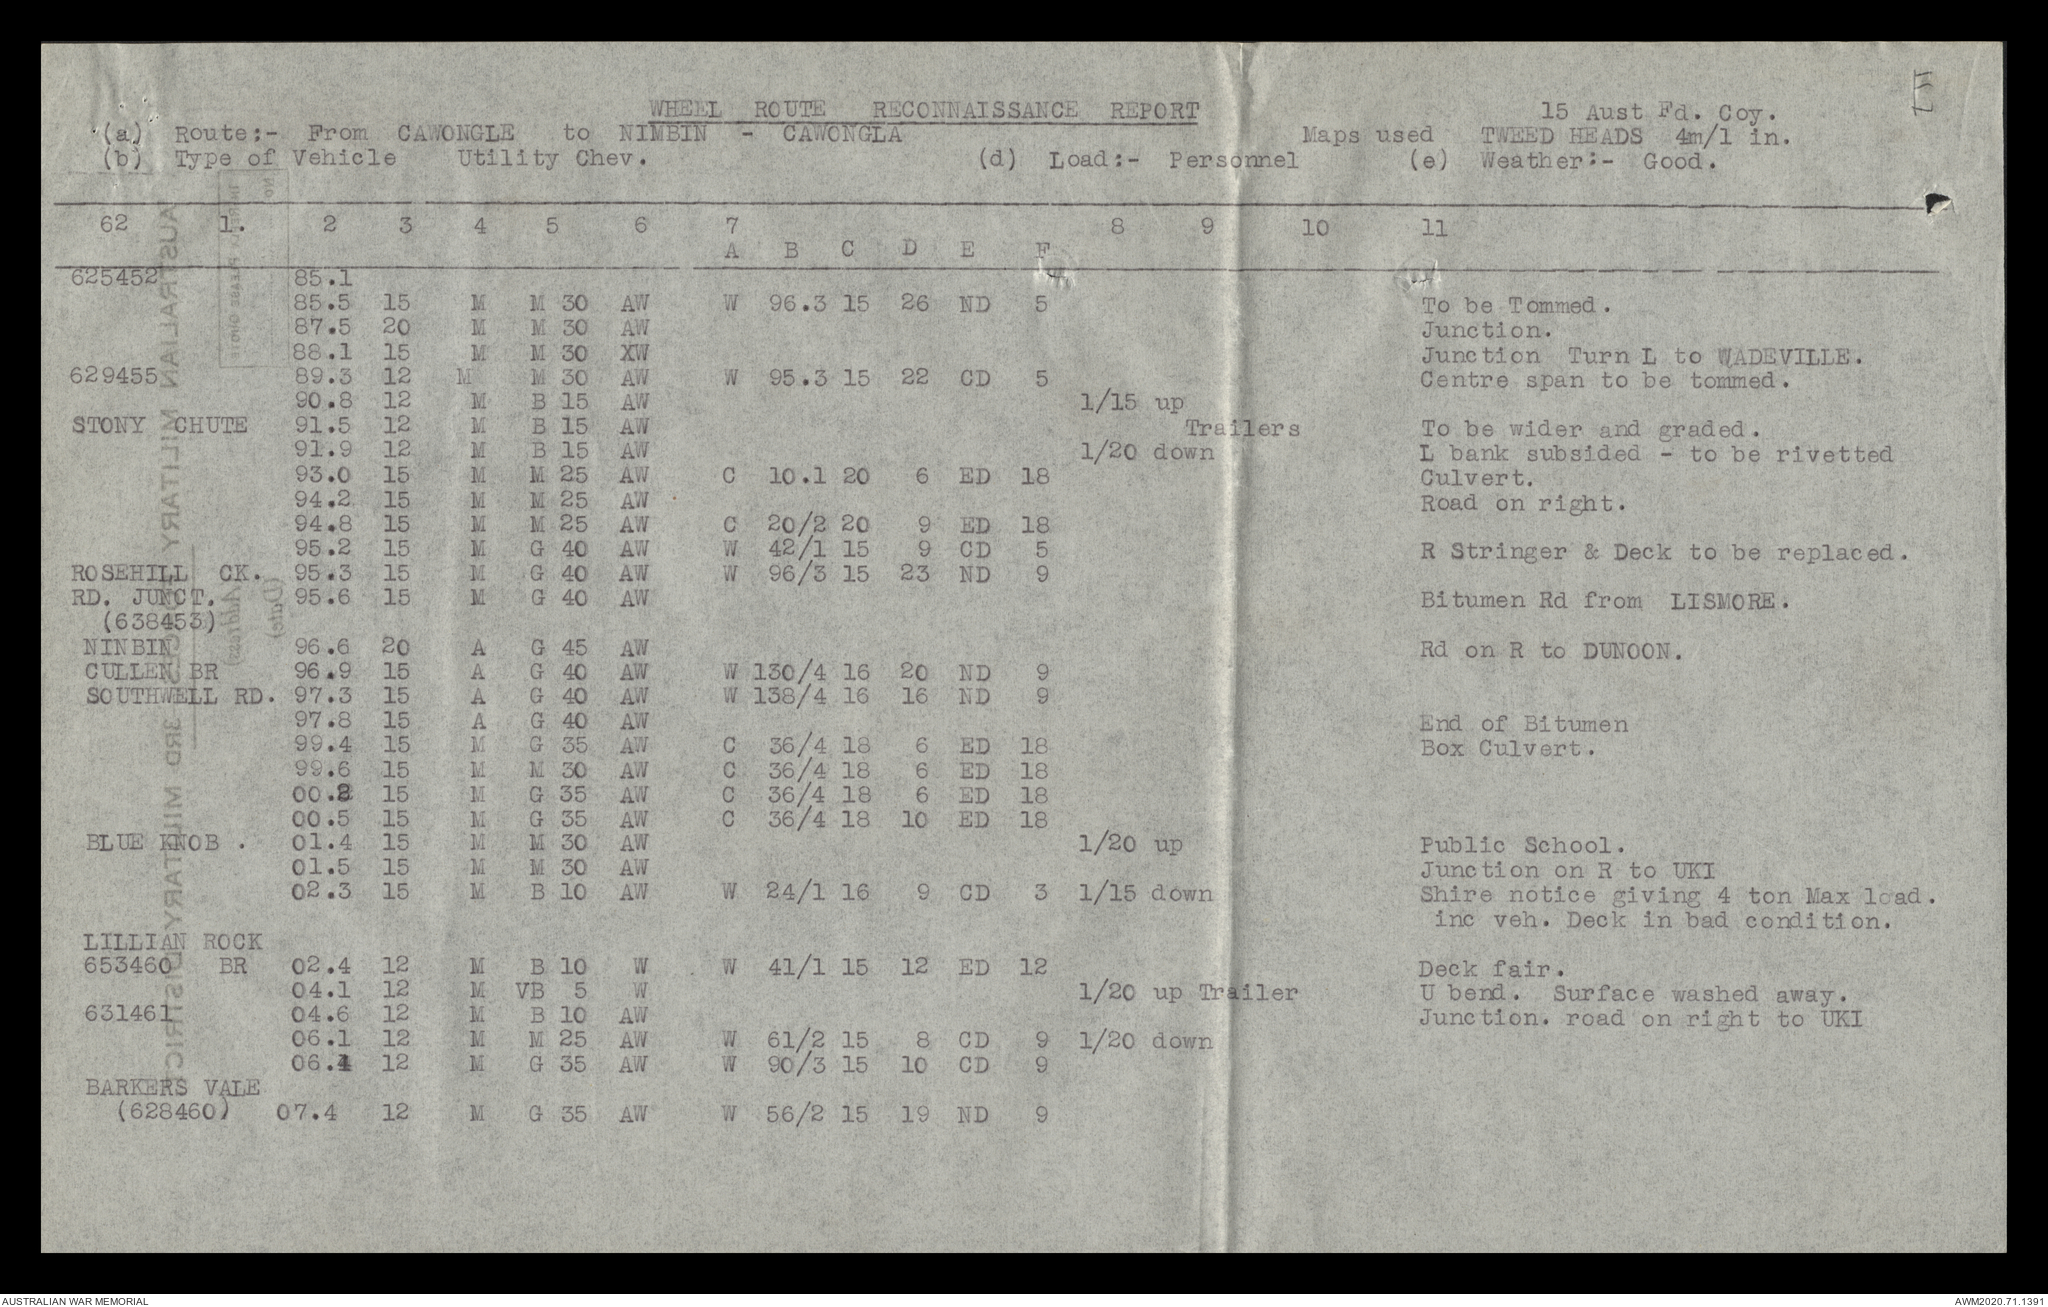 WHEEL ROUTE RECONNAISSANCE REPORT 15 Aust Fd. Coy.
(a) Route:- From CAWONGLE to NIMBIN - CAWONGLA Maps used TWEED HEADS 4m/1 in.
(b) Type of Vehicle Utility Chev. (d) Load:- Personnel (e) Weather:- Good.
62 1. 2 3 4 5 6 7 8 9 10 11
A B C D E F
625452 85.1
85.5 15 M M 30 AW W 96.3 15 26 ND 5 To be Tommed.
87.5 20 M M 30 AW Junction.
88.1 15 M M 30 XW Junction Turn L to WADEVILLE.
629455 89.3 12 M M 30 AW W 95.3 15 22 CD 5 Centre span to be tommed.
90.8 12 M B 15 AW 1/15 up
STONY CHUTE 91.5 12 M B 15 AW Trailers To be wider and graded.
91.9 12 M B 15 AW 1/20 down L bank subsided - to be rivetted
93.0 15 M M 25 AW C 10.1 20 6 ED 18 Culvert.
94.2 15 M M 25 AW Road on right.
94.8 15 M M 25 AW C 20/2 20 9 ED 18
95.2 15 M G 40 AW W 42/1 15 9 CD 5 R Stringer & Deck to be replaced.
ROSEHILL CK. 95.3 15 M G 40 AW W 96/3 15 23 ND 9
RD. JUNCT. 95.6 15 M G 40 AW Bitumen Rd from LISMORE.
(638453)
NINBIN 96.6 20 A G 45 AW Rd on R to DUNOON.
CULLEN BR 96.9 15 A G 40 AW W 130/4 16 20 ND 9
SOUTHWELL RD. 97.3 15 A G 40 AW W 138/4 16 16 ND 9
97.8 15 A G 40 AW End of Bitumen
99.4 15 M G 35 AW C 36/4 18 6 ED 18 Box Culvert.
99.6 15 M M 30 AW C 36/4 18 6 ED 18
00.2 15 M G 35 AW C 36/4 18 6 ED 18
00.5 15 M G 35 AW C 36/4 18 10 ED 18
BLUE KNOB . 01.4 15 M M 30 AW 1/20 up Public School.
01.5 15 M M 30 AW Junction on R to UKI
02.3 15 M B 10 AW W 24/1 16 9 CD 3 1/15 down Shire notice giving 4 ton Max load.
inc veh. Deck in bad condition.
LILLIAN ROCK
653460 BR 02.4 12 M B 10 W W 41/1 15 12 ED 12 Deck fair.
04.1 12 M VB 5 W 1/20 up Trailer U bend. Surface washed away.
631461 04.6 12 M B 10 AW Junction. road on right to UKI
06.1 12 M M 25 AW W 61/2 15 8 CD 9 1/20 down
06.4 12 M G 35 AW W 90/3 15 10 CD 9
BARKERS VALE
(628460) 07.4 12 M G 35 AW W 56/2 15 19 ND 9
AUSTRALIAN WAR MEMORIAL AWM2020.71.1391